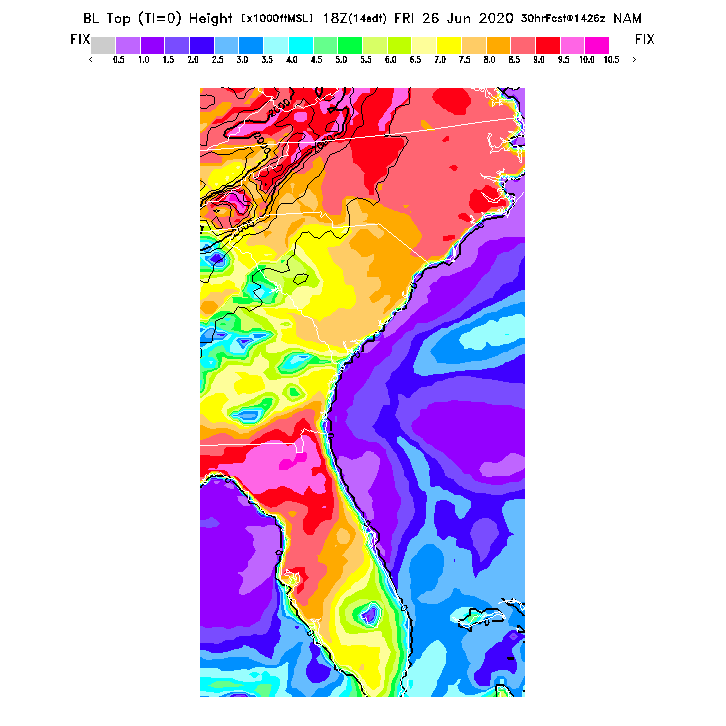 BL Top (TI=0) Height [x1000ftMSL] 18Z(14edt) FRI 26 Jun 2020 30hrFcst@1426z NAM
FIX FIX
< 0.5 1.0 1.5 2.0 2.5 3.0 3.5 4.0 4.5 5.0 5.5 6.0 6.5 7.0 7.5 8.0 8.5 9.0 9.5 10.0 10.5 >
2000